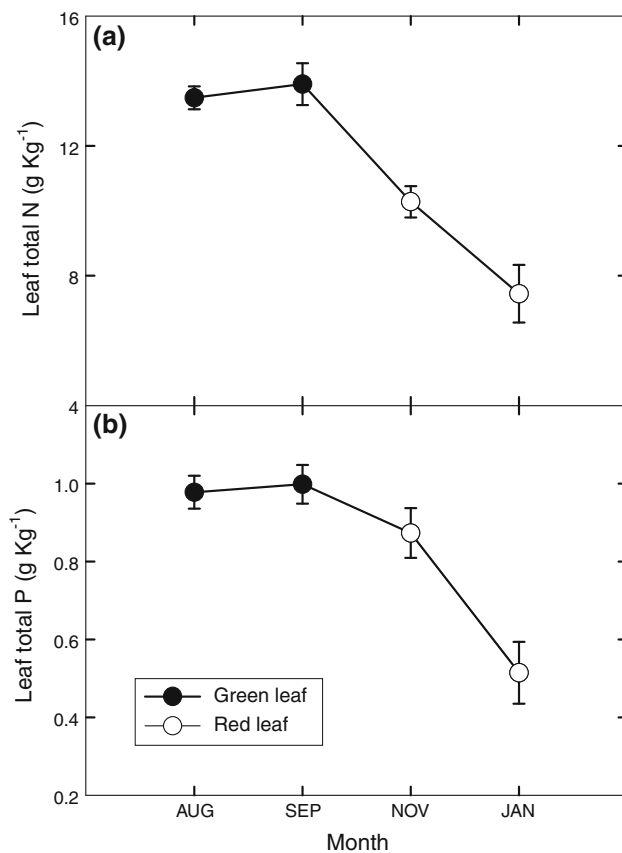 (a)
16
12
8
4
Leaf total N (g Kg⁻¹)
(b)
1.0
0.8
0.6
0.4
0.2
Leaf total P (g Kg⁻¹)
Green leaf
Red leaf
AUG SEP NOV JAN
Month